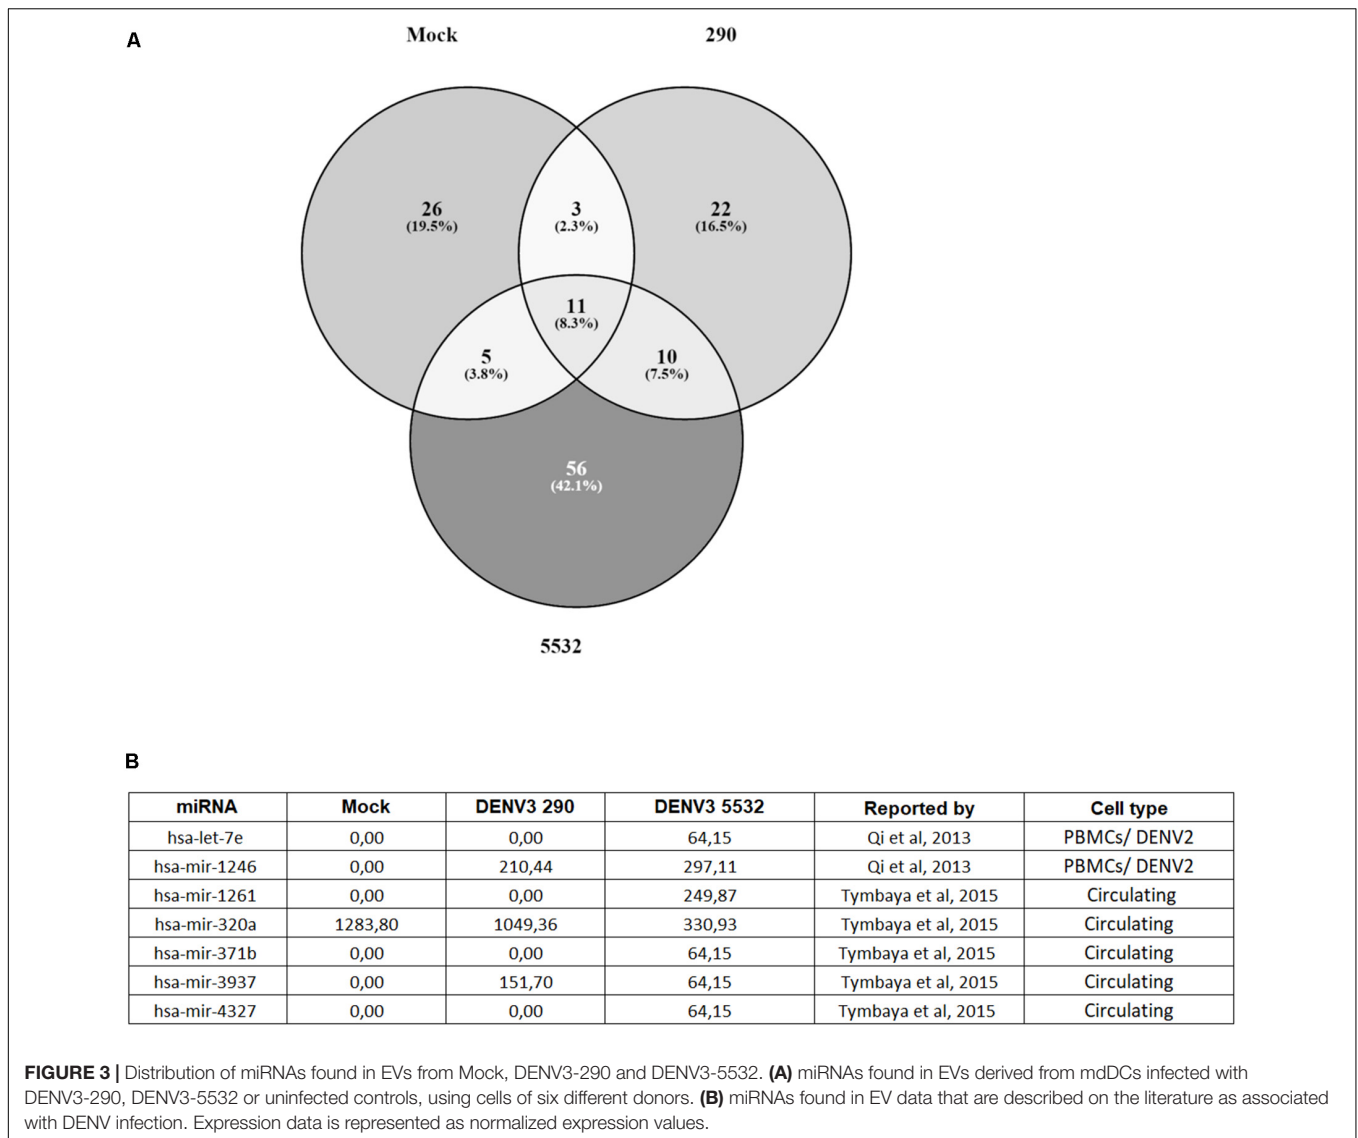 A
Mock 290
26 3 22
(19.5%) (2.3%) (16.5%)
11
(8.3%)
5 10
(3.8%) (7.5%)
56
(42.1%)
5532
B
miRNA Mock DENV3 290 DENV3 5532 Reported by Cell type
hsa-let-7e 0,00 0,00 64,15 Qi et al, 2013 PBMCs/ DENV2
hsa-mir-1246 0,00 210,44 297,11 Qi et al, 2013 PBMCs/ DENV2
hsa-mir-1261 0,00 0,00 249,87 Tymbaya et al, 2015 Circulating
hsa-mir-320a 1283,80 1049,36 330,93 Tymbaya et al, 2015 Circulating
hsa-mir-371b 0,00 0,00 64,15 Tymbaya et al, 2015 Circulating
hsa-mir-3937 0,00 151,70 64,15 Tymbaya et al, 2015 Circulating
hsa-mir-4327 0,00 0,00 64,15 Tymbaya et al, 2015 Circulating
FIGURE 3 | Distribution of miRNAs found in EVs from Mock, DENV3-290 and DENV3-5532. (A) miRNAs found in EVs derived from mdDCs infected with
DENV3-290, DENV3-5532 or uninfected controls, using cells of six different donors. (B) miRNAs found in EV data that are described on the literature as associated
with DENV infection. Expression data is represented as normalized expression values.